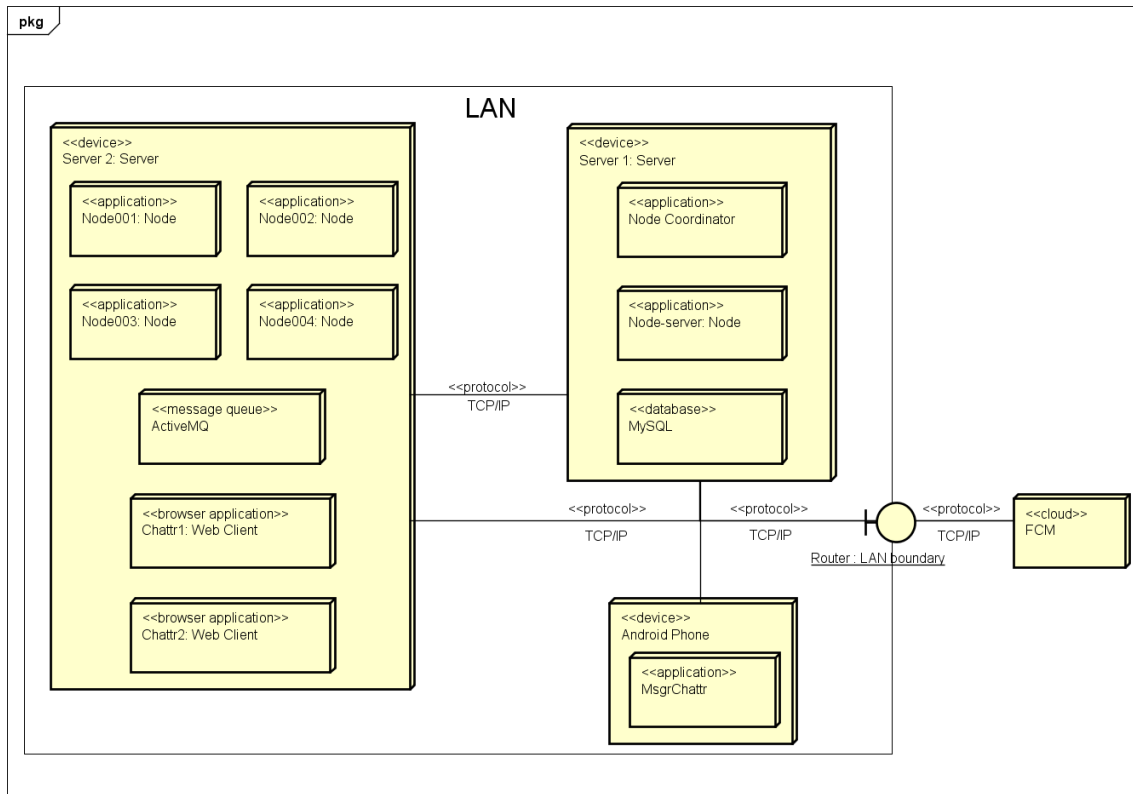 pkg
LAN
<<device>>
Server 2: Server
<<application>>
Node001: Node
<<application>>
Node002: Node
<<application>>
Node003: Node
<<application>>
Node004: Node
<<message queue>>
ActiveMQ
<<browser application>>
Chattr1: Web Client
<<browser application>>
Chattr2: Web Client
<<protocol>>
TCP/IP
<<device>>
Server 1: Server
<<application>>
Node Coordinator
<<application>>
Node-server: Node
<<database>>
MySQL
<<protocol>>
TCP/IP
<<protocol>>
TCP/IP
Router : LAN boundary
<<protocol>>
TCP/IP
<<cloud>>
FCM
<<device>>
Android Phone
<<application>>
MsgrChattr